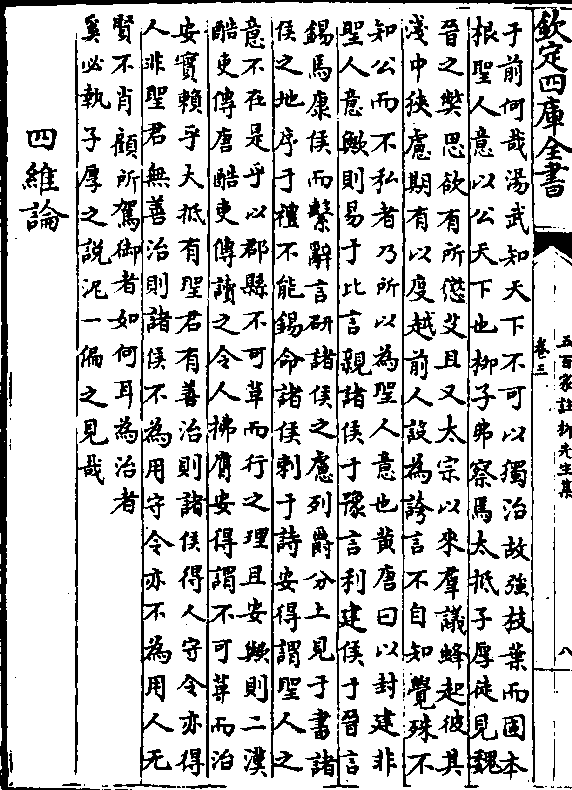 欽定四庫全書
五百家註柳先生集
卷三
八
于前何哉湯武知天下不可以獨治故強枝葉而固本
根聖人意以公天下也栁子弗察焉大抵子厚徒見魏
晉之弊思欲有所懲艾且又太宗以來羣議蜂起彼其
淺中狹慮期有以度越前人設為誇言不自知覺殊不
知公而不私者乃所以為聖人意也黄唐曰以封建非
聖人意歟則易于比言親諸侯于豫言利建侯于晉言
錫馬康侯而繫辭言研諸侯之慮列爵分土見于書諸
侯之地序于禮不能錫命諸侯刺于詩安得謂聖人之
意不在是乎以郡縣不可革而行之理且安歟則二漢
酷吏傳唐酷吏傳讀之令人拂膺安得謂不可革而治
安實賴乎大抵有聖君有善治則諸侯得人守令亦得
人非聖君無善治則諸侯不為用守令亦不為用人无
賢不肖顧所駕御者如何耳為治者
奚必執子厚之説泥一偏之見哉
四維論